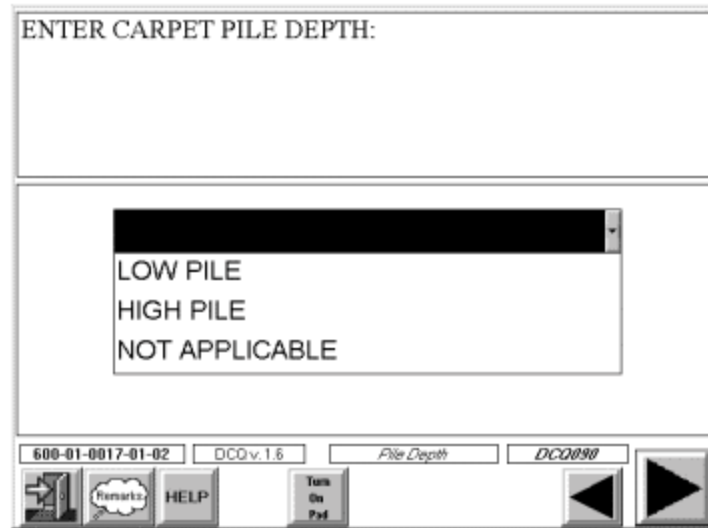 ENTER CARPET PILE DEPTH:
LOW PILE
HIGH PILE
NOT APPLICABLE
600-01-0017-01-02 DCQ v. 1.6 Pile Depth DCQ090
Remarks HELP Turn
On
Pad